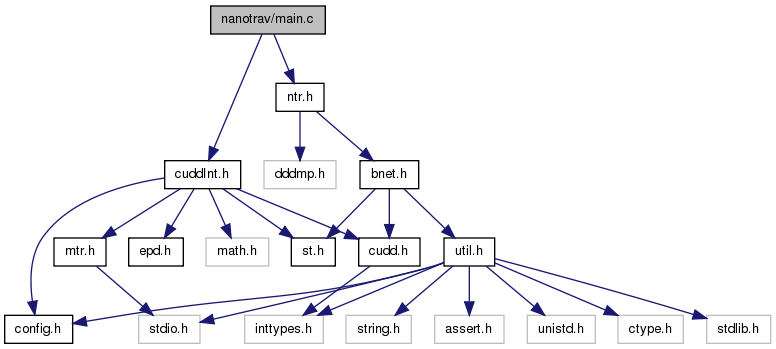 nanotrav/main.c
ntr.h
cuddInt.h
dddmp.h
bnet.h
mtr.h
epd.h
math.h
st.h
cudd.h
util.h
config.h
stdio.h
inttypes.h
string.h
assert.h
unistd.h
ctype.h
stdlib.h